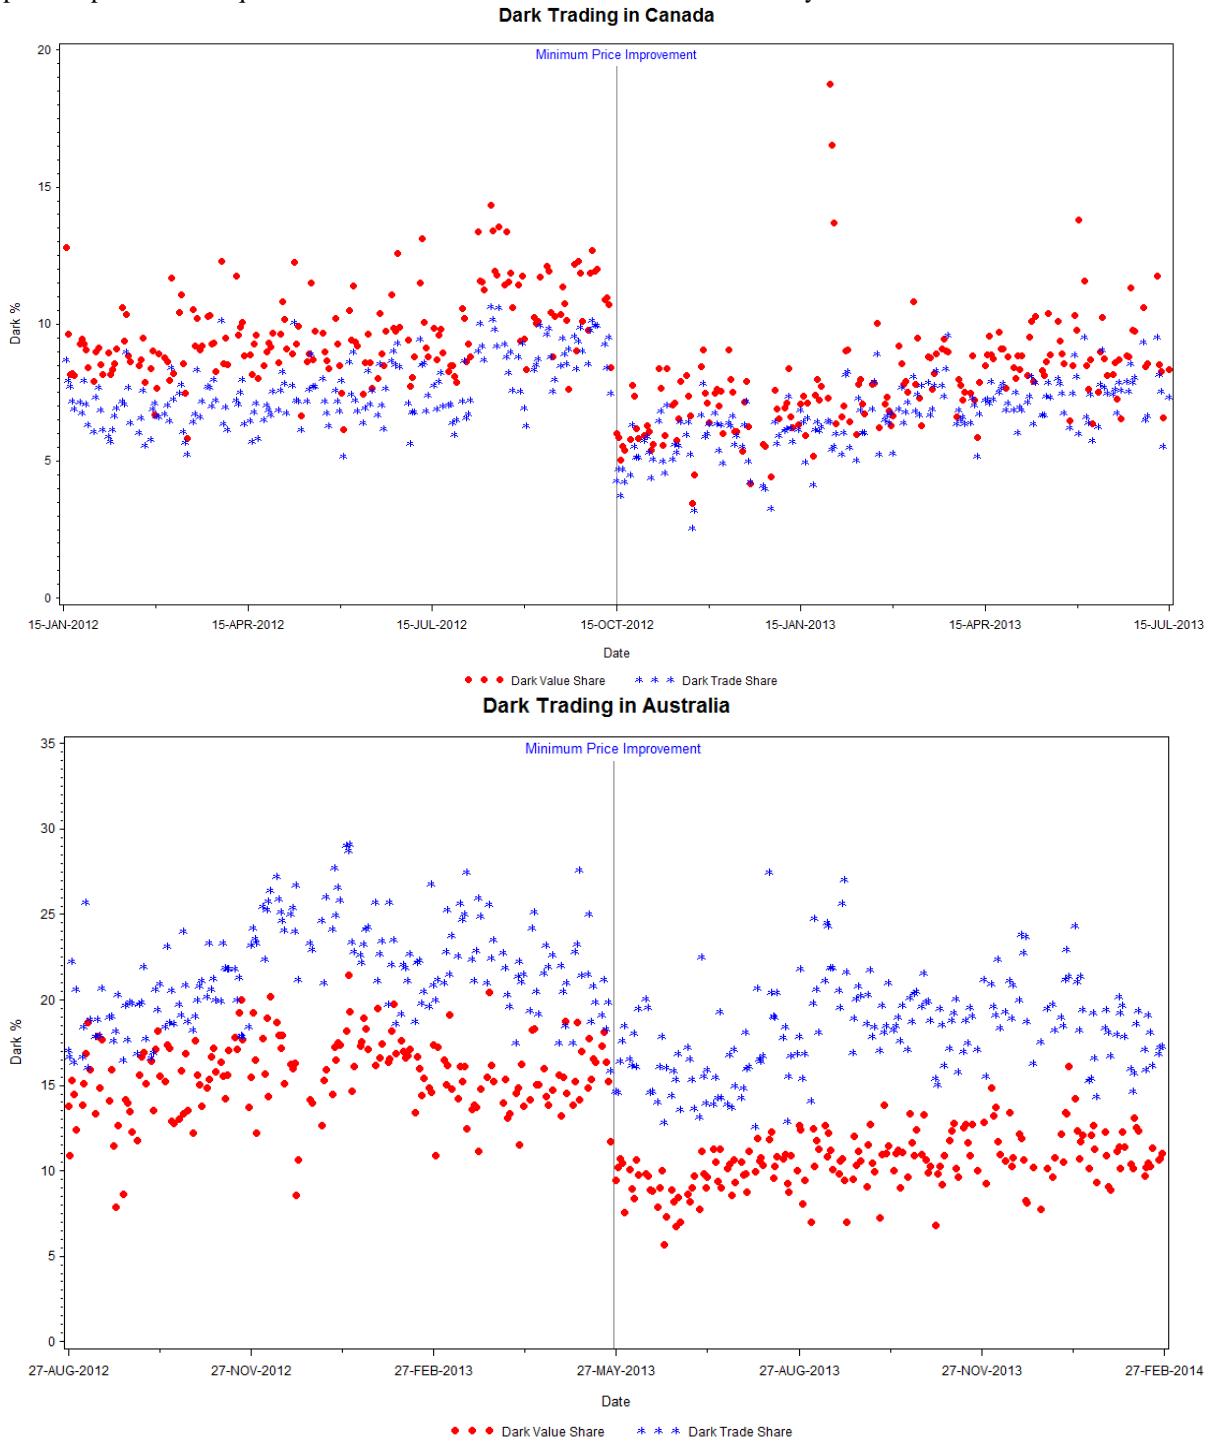 Dark Trading in Canada
Minimum Price Improvement
20
15
10
5
0
Dark %
15-JAN-2012 15-APR-2012 15-JUL-2012 15-OCT-2012 15-JAN-2013 15-APR-2013 15-JUL-2013
Date
Dark Value Share Dark Trade Share
Dark Trading in Australia
Minimum Price Improvement
35
30
25
20
15
10
5
0
Dark %
27-AUG-2012 27-NOV-2012 27-FEB-2013 27-MAY-2013 27-AUG-2013 27-NOV-2013 27-FEB-2014
Date
Dark Value Share Dark Trade Share